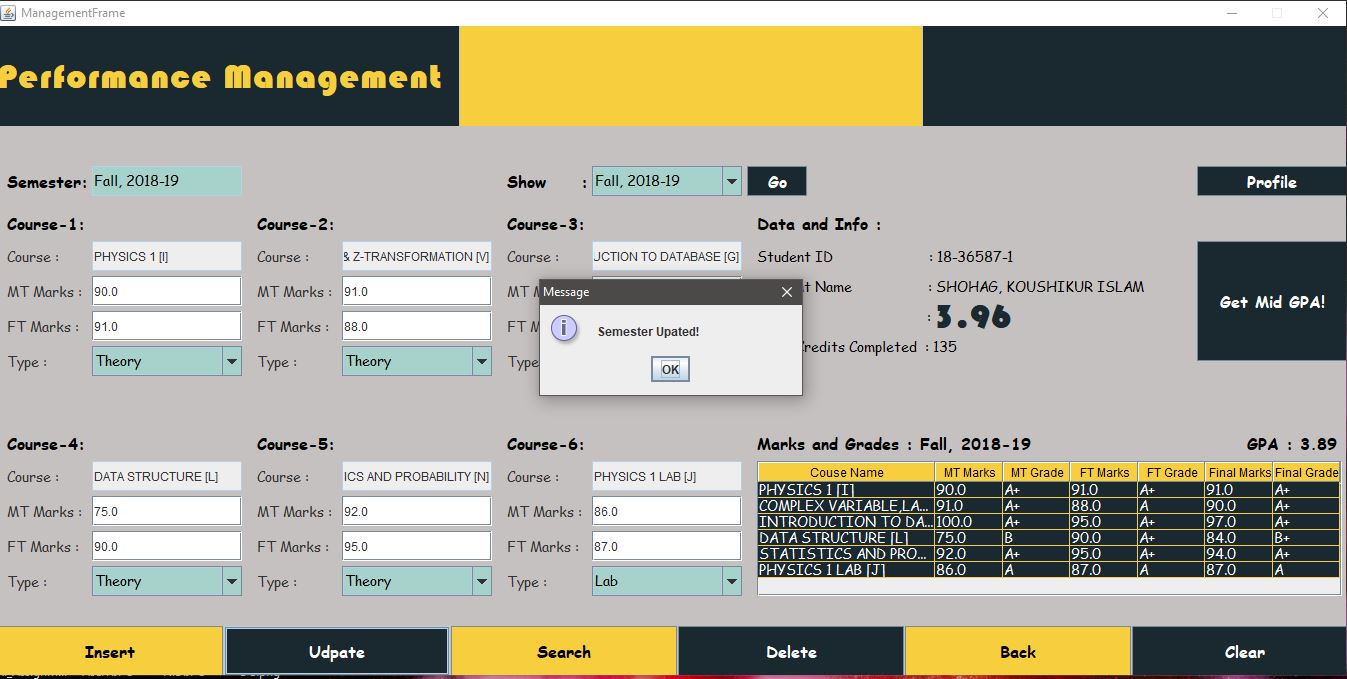 ManagementFrame
Performance Management
Semester: Fall, 2018-19 Show : Fall, 2018-19 Go Profile
Course-1: Course-2: Course-3: Data and Info :
Course : PHYSICS 1 [I] Course : & Z-TRANSFORMATION [V] Course : UCTION TO DATABASE [G] Student ID : 18-36587-1
MT Marks : 90.0 MT Marks : 91.0 MT Name : SHOHAG, KOUSHIKUR ISLAM
FT Marks : 91.0 FT Marks : 88.0 FT : 3.96
Type : Theory Type : Theory Type Credits Completed : 135
Get Mid GPA!
Message
Semester Upated!
OK
Course-4: Course-5: Course-6: Marks and Grades : Fall, 2018-19 GPA : 3.89
Course : DATA STRUCTURE [L] Course : ICS AND PROBABILITY [N] Course : PHYSICS 1 LAB [J]
MT Marks : 75.0 MT Marks : 92.0 MT Marks : 86.0
FT Marks : 90.0 FT Marks : 95.0 FT Marks : 87.0
Type : Theory Type : Theory Type : Lab
Couse Name MT Marks MT Grade FT Marks FT Grade Final Marks Final Grade
PHYSICS 1 [I] 90.0 A+ 91.0 A+ 91.0 A+
COMPLEX VARIABLE,LA... 91.0 A+ 88.0 A 90.0 A+
INTRODUCTION TO DA... 100.0 A+ 95.0 A+ 97.0 A+
DATA STRUCTURE [L] 75.0 B 90.0 A+ 84.0 B+
STATISTICS AND PRO... 92.0 A+ 95.0 A+ 94.0 A+
PHYSICS 1 LAB [J] 86.0 A 87.0 A 87.0 A
Insert Udpate Search Delete Back Clear